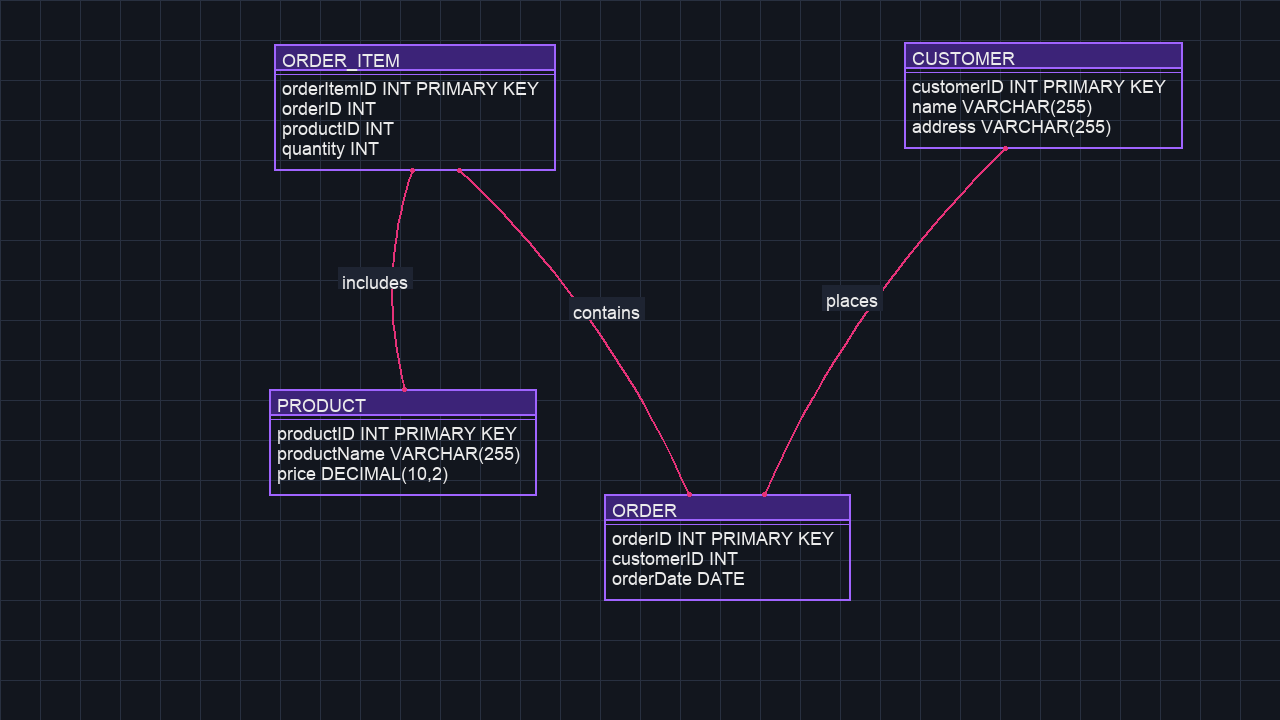 ORDER_ITEM
orderItemID INT PRIMARY KEY
orderID INT
productID INT
quantity INT
CUSTOMER
customerID INT PRIMARY KEY
name VARCHAR(255)
address VARCHAR(255)
includes
contains
places
PRODUCT
productID INT PRIMARY KEY
productName VARCHAR(255)
price DECIMAL(10,2)
ORDER
orderID INT PRIMARY KEY
customerID INT
orderDate DATE